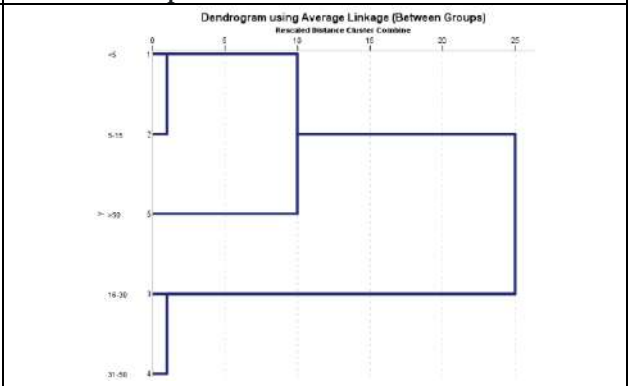 Dendrogram using Average Linkage (Between Groups)
Rescaled Distance Cluster Combine
0 5 10 15 20 25
<5 1
5-15 2
>50 5
16-30 3
31-50 4